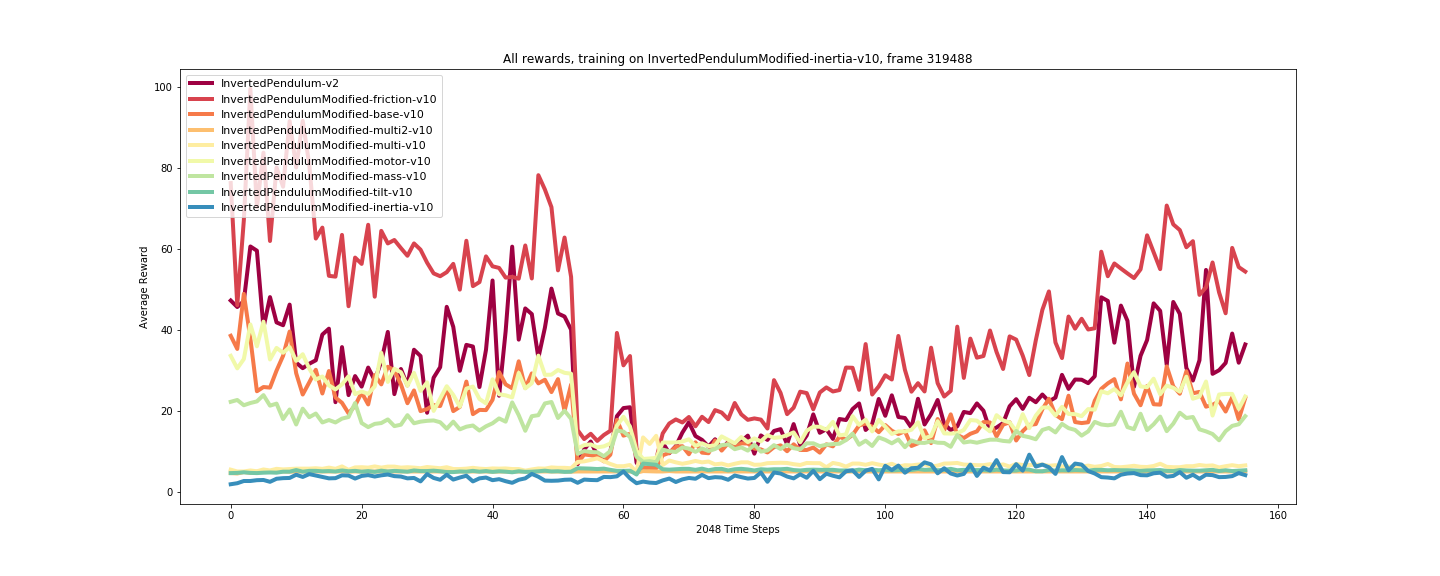 All rewards, training on InvertedPendulumModified-inertia-v10, frame 319488
InvertedPendulum-v2
InvertedPendulumModified-friction-v10
InvertedPendulumModified-base-v10
InvertedPendulumModified-multi2-v10
InvertedPendulumModified-multi-v10
InvertedPendulumModified-motor-v10
InvertedPendulumModified-mass-v10
InvertedPendulumModified-tilt-v10
InvertedPendulumModified-inertia-v10
Average Reward
100
80
60
40
20
0
0 20 40 60 80 100 120 140 160
2048 Time Steps